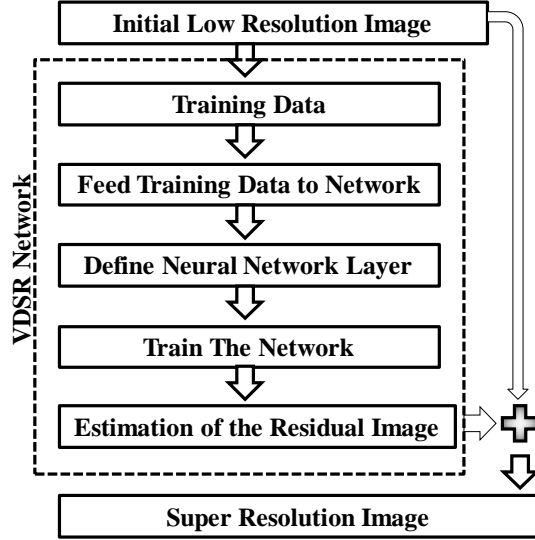 Initial Low Resolution Image
Training Data
Feed Training Data to Network
Define Neural Network Layer
Train The Network
Estimation of the Residual Image
VDSR Network
Super Resolution Image